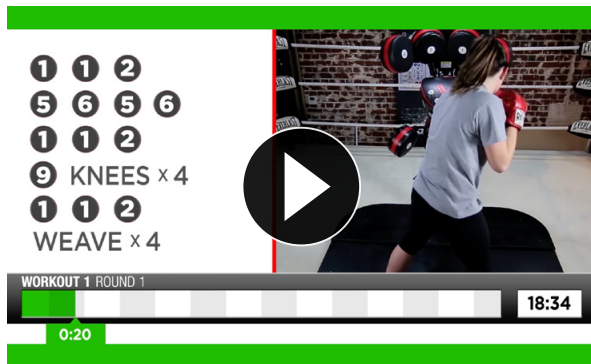 1 1 2
5 6 5 6
1 1 2
9 KNEES x 4
1 1 2
WEAVE x 4
EVERLAST
WORKOUT 1 ROUND 1
18:34
0:20